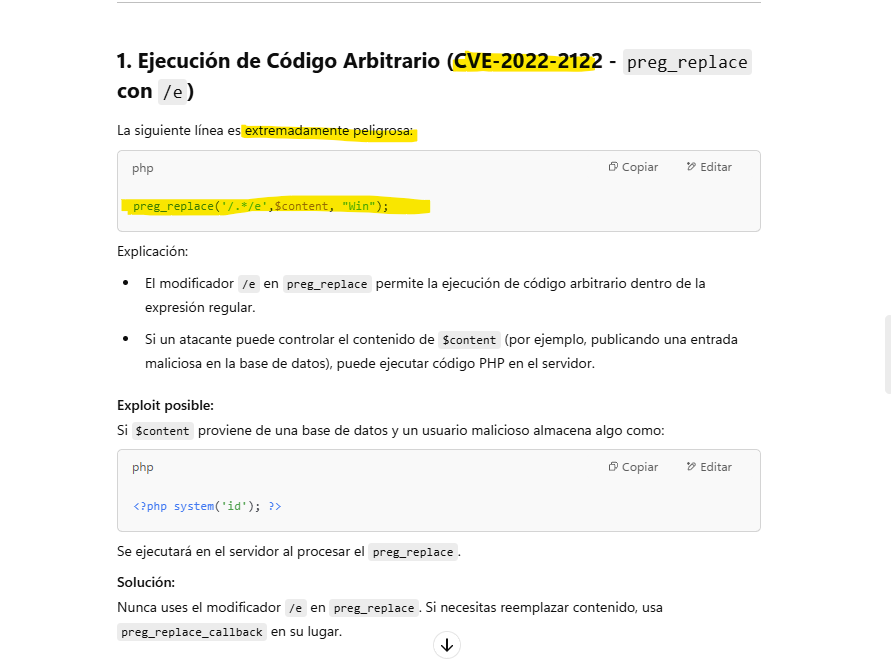 1. Ejecución de Código Arbitrario (CVE-2022-2122 - preg_replace
con /e)
La siguiente línea es extremadamente peligrosa:
php
Copiar
Editar
preg_replace('/.*/e',$content, "Win");
Explicación:
• El modificador /e en preg_replace permite la ejecución de código arbitrario dentro de la
expresión regular.
• Si un atacante puede controlar el contenido de $content (por ejemplo, publicando una entrada
maliciosa en la base de datos), puede ejecutar código PHP en el servidor.
Exploit posible:
Si $content proviene de una base de datos y un usuario malicioso almacena algo como:
php
Copiar
Editar
<?php system('id'); ?>
Se ejecutará en el servidor al procesar el preg_replace.
Solución:
Nunca uses el modificador /e en preg_replace. Si necesitas reemplazar contenido, usa
preg_replace_callback en su lugar.